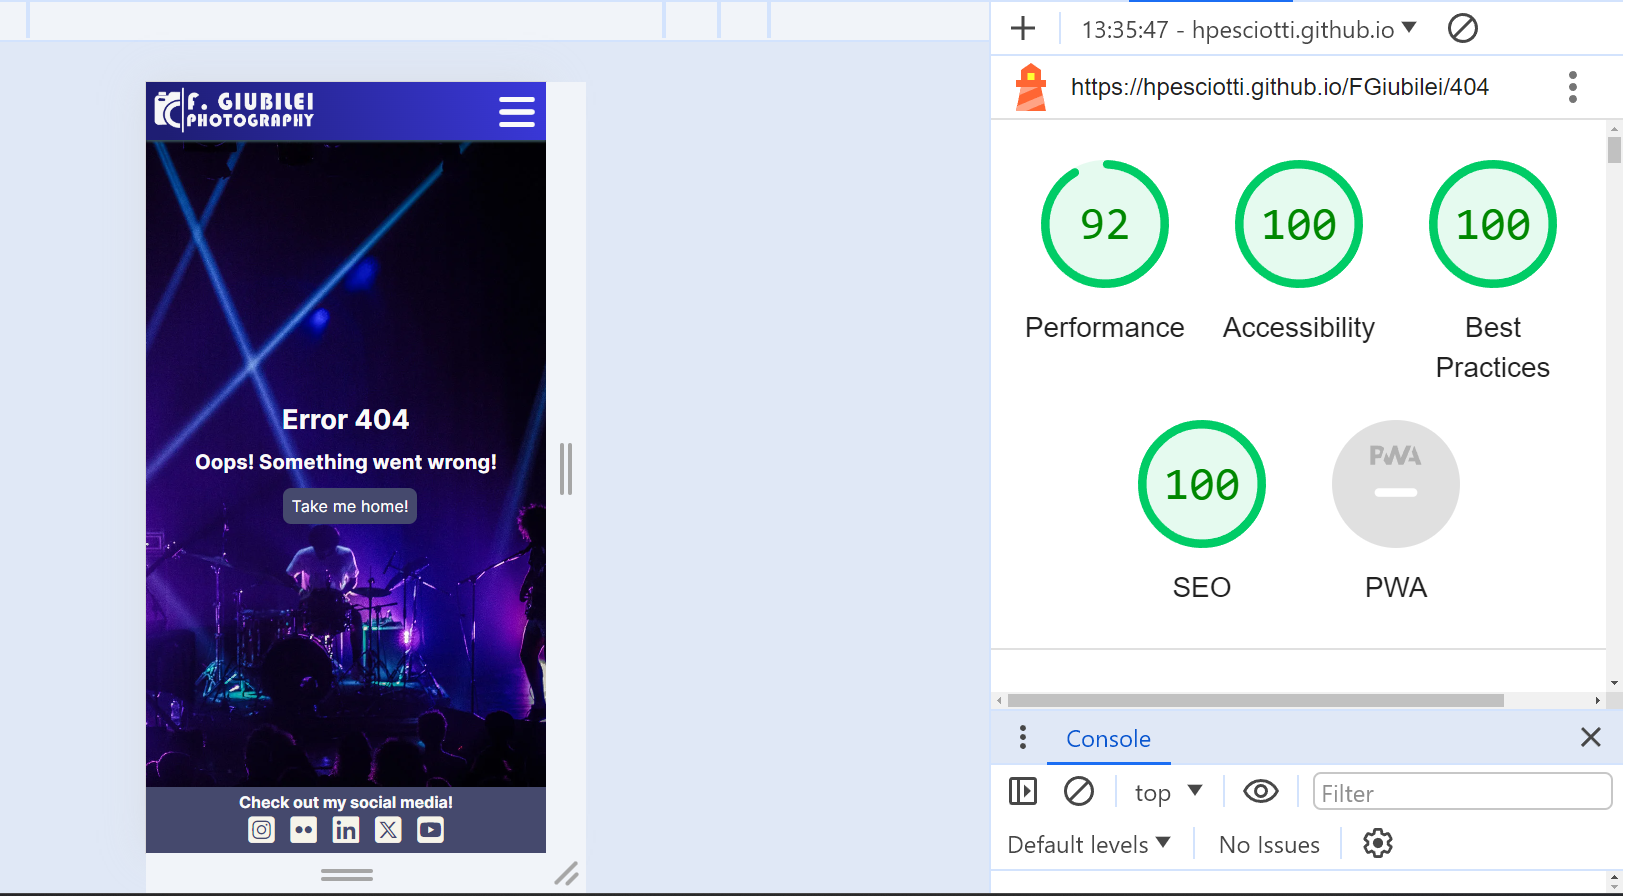 F. GIUBILEI
PHOTOGRAPHY
Error 404
Oops! Something went wrong!
Take me home!
Check out my social media!
13:35:47 - hpesciotti.github.io
https://hpesciotti.github.io/FGiubilei/404
92
100
100
Performance
Accessibility
Best
Practices
100
PWA
SEO
PWA
Console
top
Filter
Default levels
No Issues